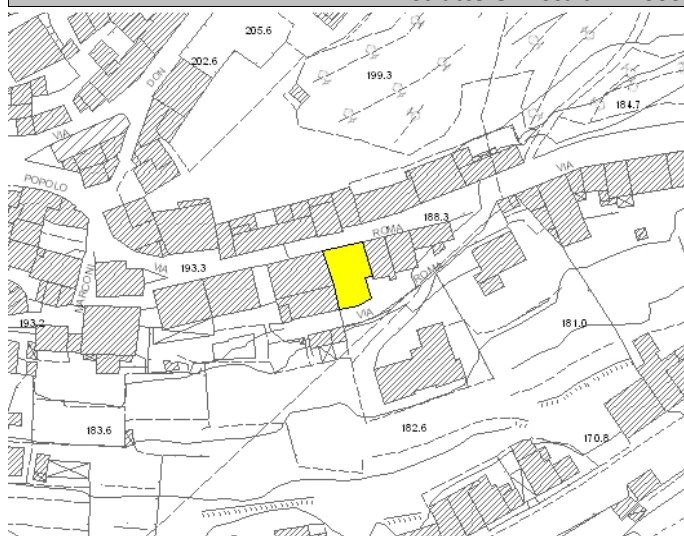 205.6
202.6
DON
199.3
184.7
VIA
VIA
POPOLO
188.3
ROMA
VIA
193.3
MARCONI
ROMA
VIA
193.2
181.0
183.6
182.6
170.8